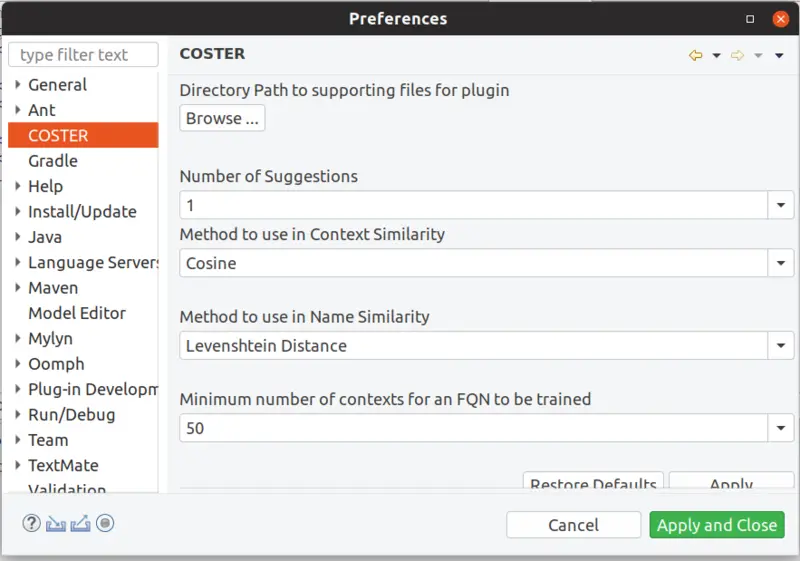 Preferences
type filter text
General
Ant
COSTER
Gradle
Help
Install/Update
Java
Language Servers
Maven
Model Editor
Mylyn
Oomph
Plug-in Developm
Run/Debug
Team
TextMate
Validation
COSTER
Directory Path to supporting files for plugin
Browse ...
Number of Suggestions
1
Method to use in Context Similarity
Cosine
Method to use in Name Similarity
Levenshtein Distance
Minimum number of contexts for an FQN to be trained
50
Restore Defaults
Apply
Cancel
Apply and Close